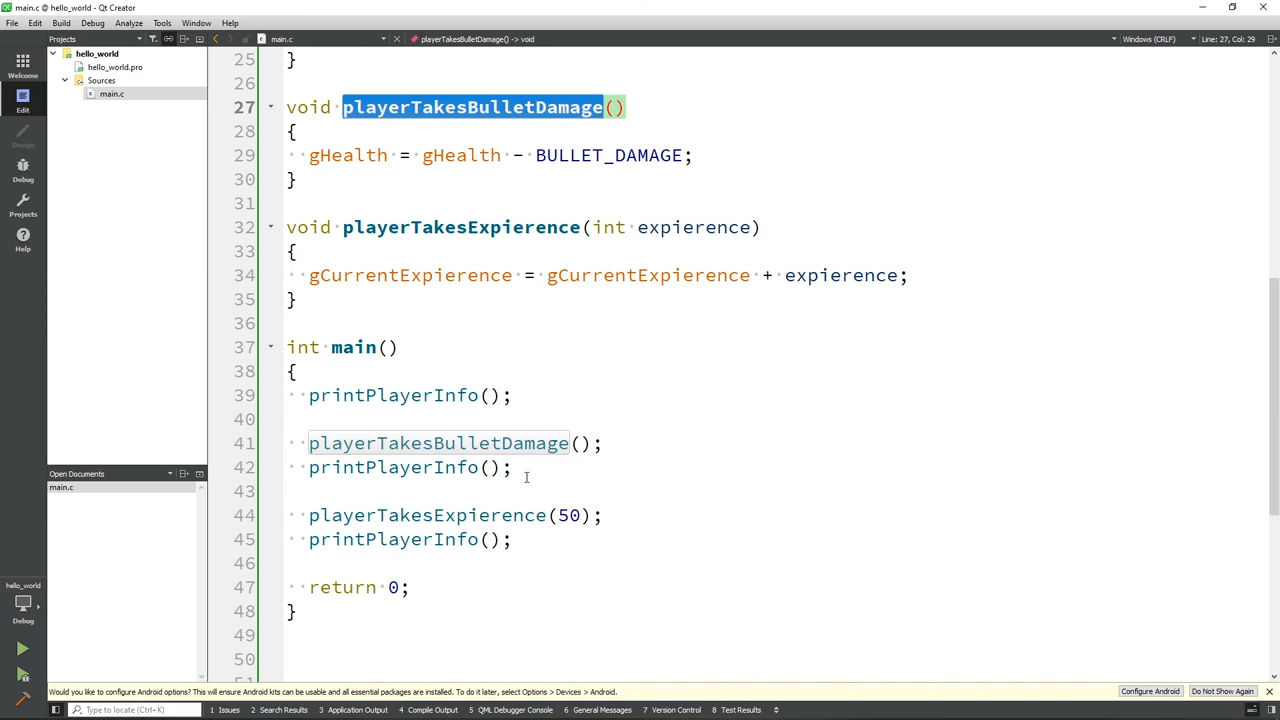 main.c @ hello_world - Qt Creator
File Edit Build Debug Analyze Tools Window Help
Projects
main.c
playerTakesBulletDamage() -> void
Windows (CRLF)
Line: 27, Col: 29
hello_world
hello_world.pro
Sources
main.c
Welcome
Edit
Design
Debug
Projects
Help
25 }
26
27 void playerTakesBulletDamage()
28 {
29 gHealth = gHealth - BULLET_DAMAGE;
30 }
31
32 void playerTakesExpierence(int expierence)
33 {
34 gCurrentExpierence = gCurrentExpierence + expierence;
35 }
36
37 int main()
38 {
39 printPlayerInfo();
40
41 playerTakesBulletDamage();
42 printPlayerInfo();
43
44 playerTakesExpierence(50);
45 printPlayerInfo();
46
47 return 0;
48 }
49
50
Open Documents
main.c
hello_world
Debug
Would you like to configure Android options? This will ensure Android kits can be usable and all essential packages are installed. To do it later, select Options > Devices > Android.
Configure Android
Do Not Show Again
Type to locate (Ctrl+K)
1 Issues 2 Search Results 3 Application Output 4 Compile Output 5 QML Debugger Console 6 General Messages 7 Version Control 8 Test Results